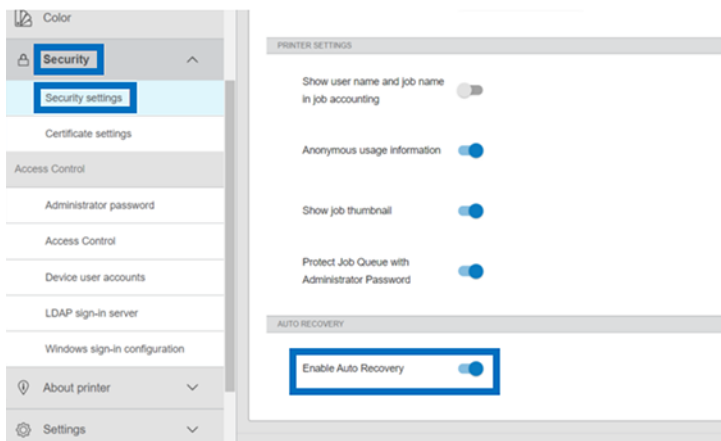 Color
Security
Security settings
Certificate settings
Access Control
Administrator password
Access Control
Device user accounts
LDAP sign-in server
Windows sign-in configuration
About printer
Settings
PRINTER SETTINGS
Show user name and job name
in job accounting
Anonymous usage information
Show job thumbnail
Protect Job Queue with
Administrator Password
AUTO RECOVERY
Enable Auto Recovery